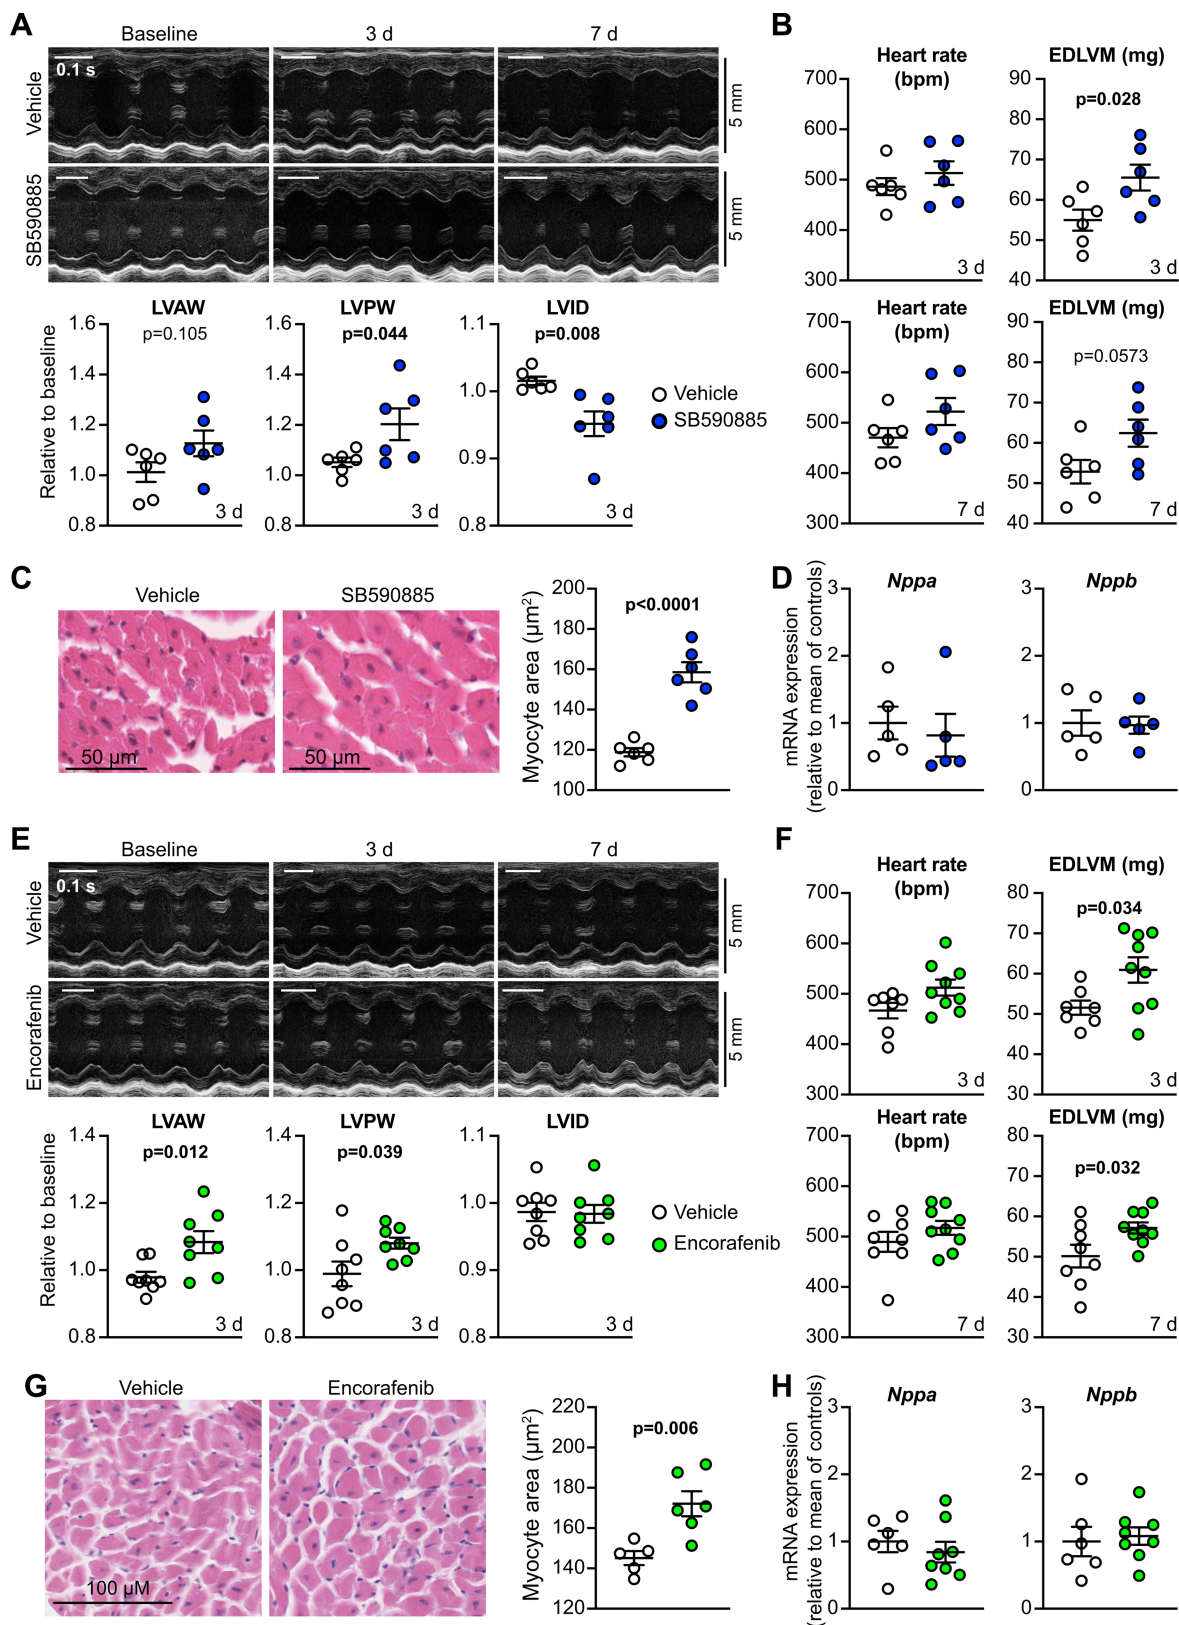 A
Baseline
3 d
7 d
Vehicle
0.1 s
5 mm
SB590885
5 mm
LVAW
LVPW
LVID
Relative to baseline
1.6
1.4
1.2
1.0
0.8
p=0.105
3 d
1.6
1.4
1.2
1.0
0.8
p=0.044
3 d
1.1
1.0
0.9
0.8
p=0.008
3 d
Vehicle
SB590885
B
Heart rate
(bpm)
700
600
500
400
300
3 d
EDLVM (mg)
90
80
70
60
50
40
p=0.028
3 d
Heart rate
(bpm)
700
600
500
400
300
7 d
EDLVM (mg)
90
80
70
60
50
40
p=0.0573
7 d
C
Vehicle
SB590885
50 µm
50 µm
Myocyte area (µm²)
200
180
160
140
120
100
p<0.0001
D
mRNA expression
(relative to mean of controls)
Nppa
3
2
1
0
Nppb
3
2
1
0
E
Baseline
3 d
7 d
Vehicle
0.1 s
5 mm
Encorafenib
5 mm
LVAW
LVPW
LVID
Relative to baseline
1.4
1.2
1.0
0.8
p=0.012
3 d
1.4
1.2
1.0
0.8
p=0.039
3 d
1.1
1.0
0.9
0.8
3 d
Vehicle
Encorafenib
F
Heart rate
(bpm)
700
600
500
400
300
3 d
EDLVM (mg)
80
70
60
50
40
30
p=0.034
3 d
Heart rate
(bpm)
700
600
500
400
300
7 d
EDLVM (mg)
80
70
60
50
40
30
p=0.032
7 d
G
Vehicle
Encorafenib
100 µM
Myocyte area (µm²)
220
200
180
160
140
120
p=0.006
H
mRNA expression
(relative to mean of controls)
Nppa
3
2
1
0
Nppb
3
2
1
0